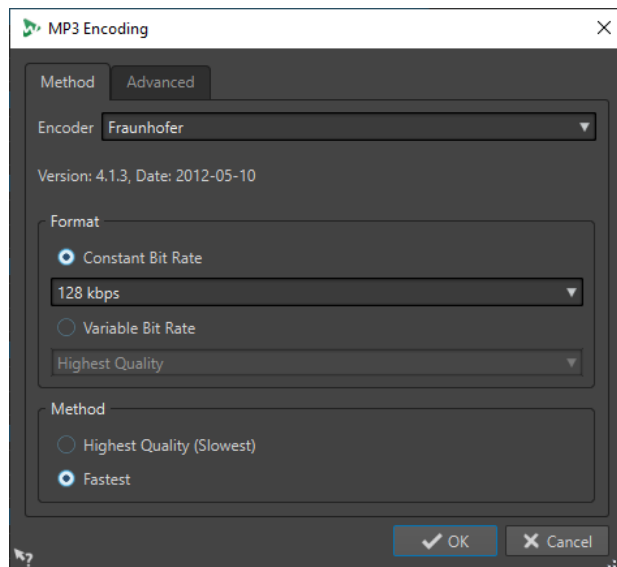 MP3 Encoding
Method Advanced
Encoder Fraunhofer
Version: 4.1.3, Date: 2012-05-10
Format
Constant Bit Rate
128 kbps
Variable Bit Rate
Highest Quality
Method
Highest Quality (Slowest)
Fastest
OK Cancel
?